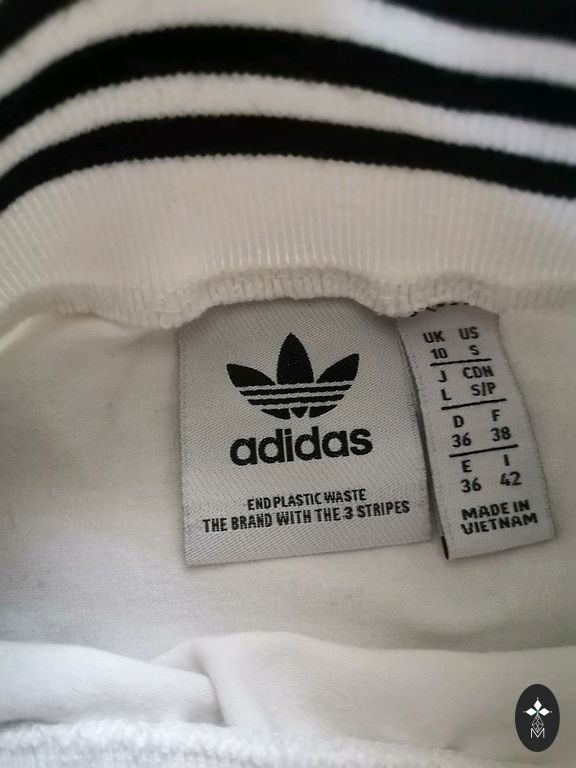 adidas
END PLASTIC WASTE
THE BRAND WITH THE 3 STRIPES
UK US
10 S
J CDN
L S/P
D F
36 38
E I
36 42
MADE IN
VIETNAM
M